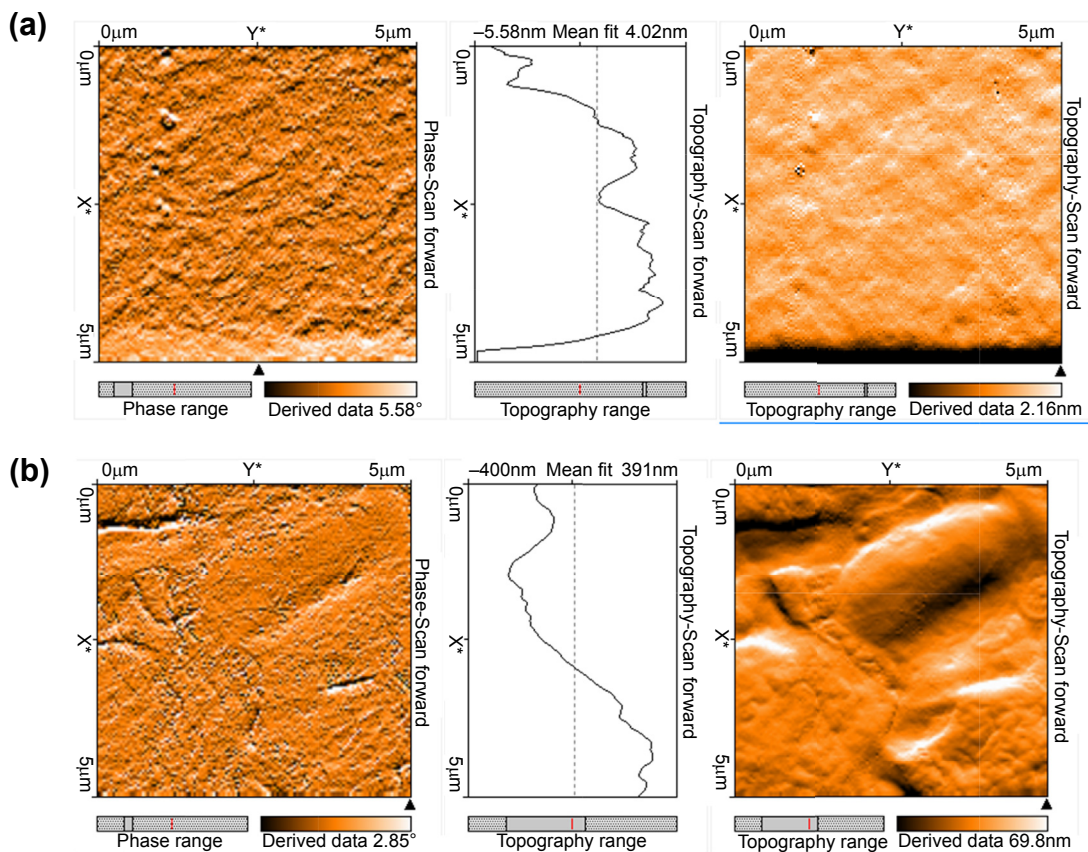 (a)
0μm Y* 5μm
0μm
X*
5μm
Phase-Scan forward
Phase range
Derived data 5.58°
–5.58nm Mean fit 4.02nm
X*
Topography-Scan forward
Topography range
0μm Y* 5μm
0μm
X*
5μm
Topography-Scan forward
Topography range
Derived data 2.16nm
(b)
0μm Y* 5μm
0μm
X*
5μm
Phase-Scan forward
Phase range
Derived data 2.85°
–400nm Mean fit 391nm
0μm
X*
5μm
Topography-Scan forward
Topography range
0μm Y* 5μm
0μm
X*
5μm
Topography-Scan forward
Topography range
Derived data 69.8nm